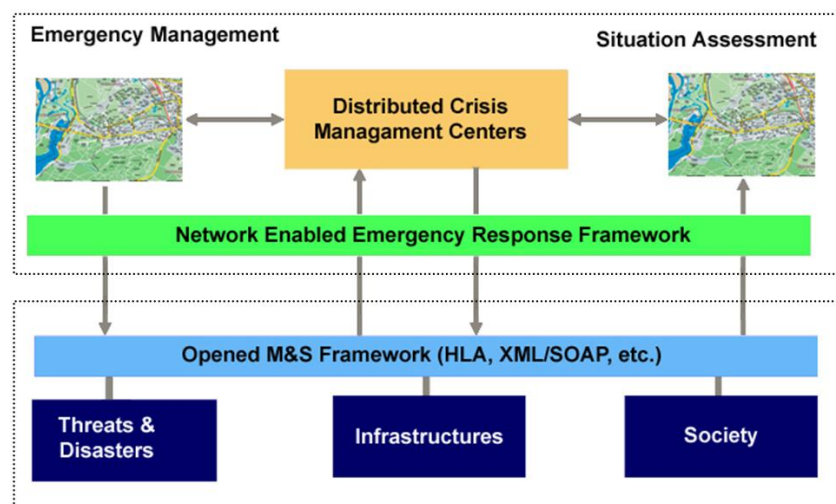 Emergency Management
Situation Assessment
Distributed Crisis
Managament Centers
Network Enabled Emergency Response Framework
Opened M&S Framework (HLA, XML/SOAP, etc.)
Threats &
Disasters
Infrastructures
Society